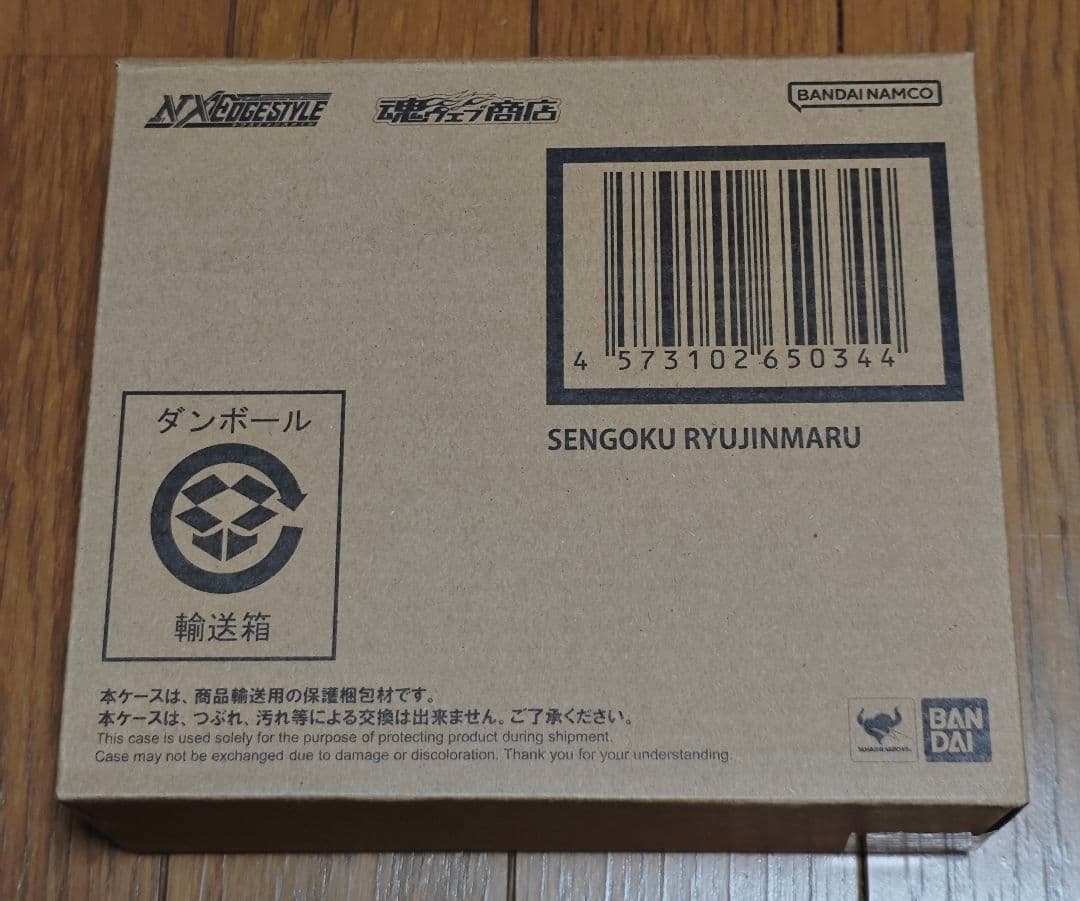 NXEDGESTYLE
魂ウェブ商店
BANDAI NAMCO
4 573102 650344
SENGOKU RYUJINMARU
ダンボール
輸送箱
本ケースは、商品輸送用の保護梱包材です。
本ケースは、つぶれ、汚れ等による交換は出来ません。ご了承ください。
This case is used solely for the purpose of protecting product during shipment.
Case may not be exchanged due to damage or discoloration. Thank you for your understanding.
TAMASHII NATIONS
BAN
DAI